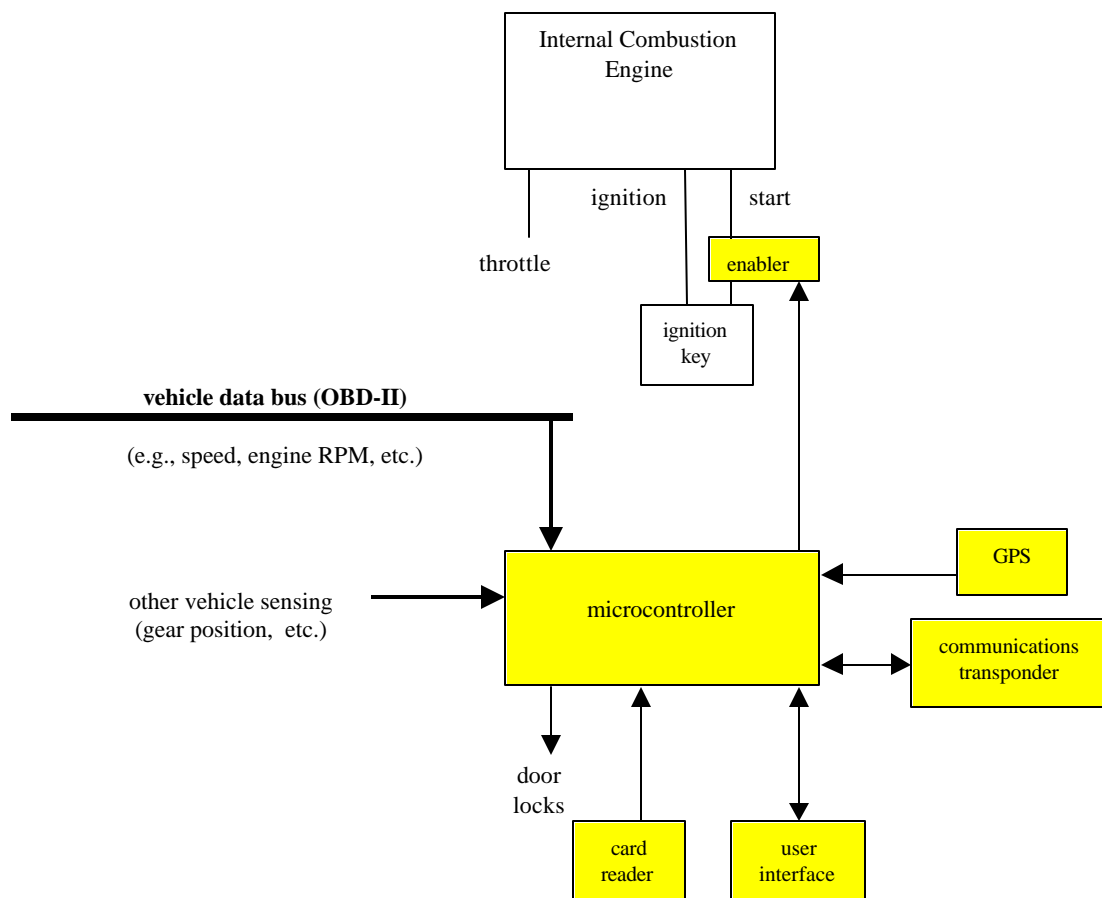 Internal Combustion
Engine
ignition
start
throttle
enabler
ignition
key
vehicle data bus (OBD-II)
(e.g., speed, engine RPM, etc.)
GPS
other vehicle sensing
(gear position, etc.)
microcontroller
communications
transponder
door
locks
card
reader
user
interface